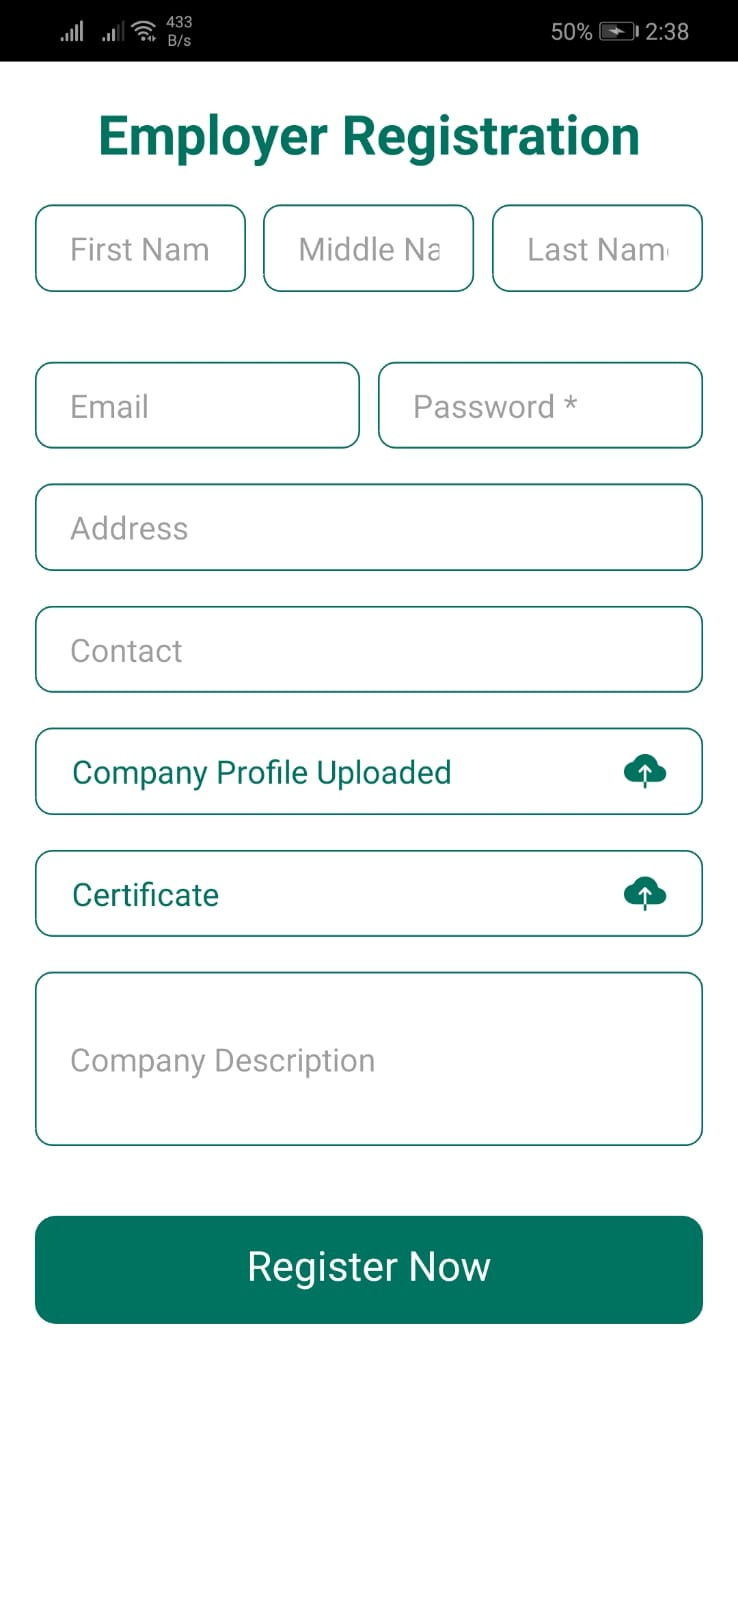 433
B/s
50% 2:38
Employer Registration
First Nam Middle Na Last Nam
Email Password *
Address
Contact
Company Profile Uploaded
Certificate
Company Description
Register Now